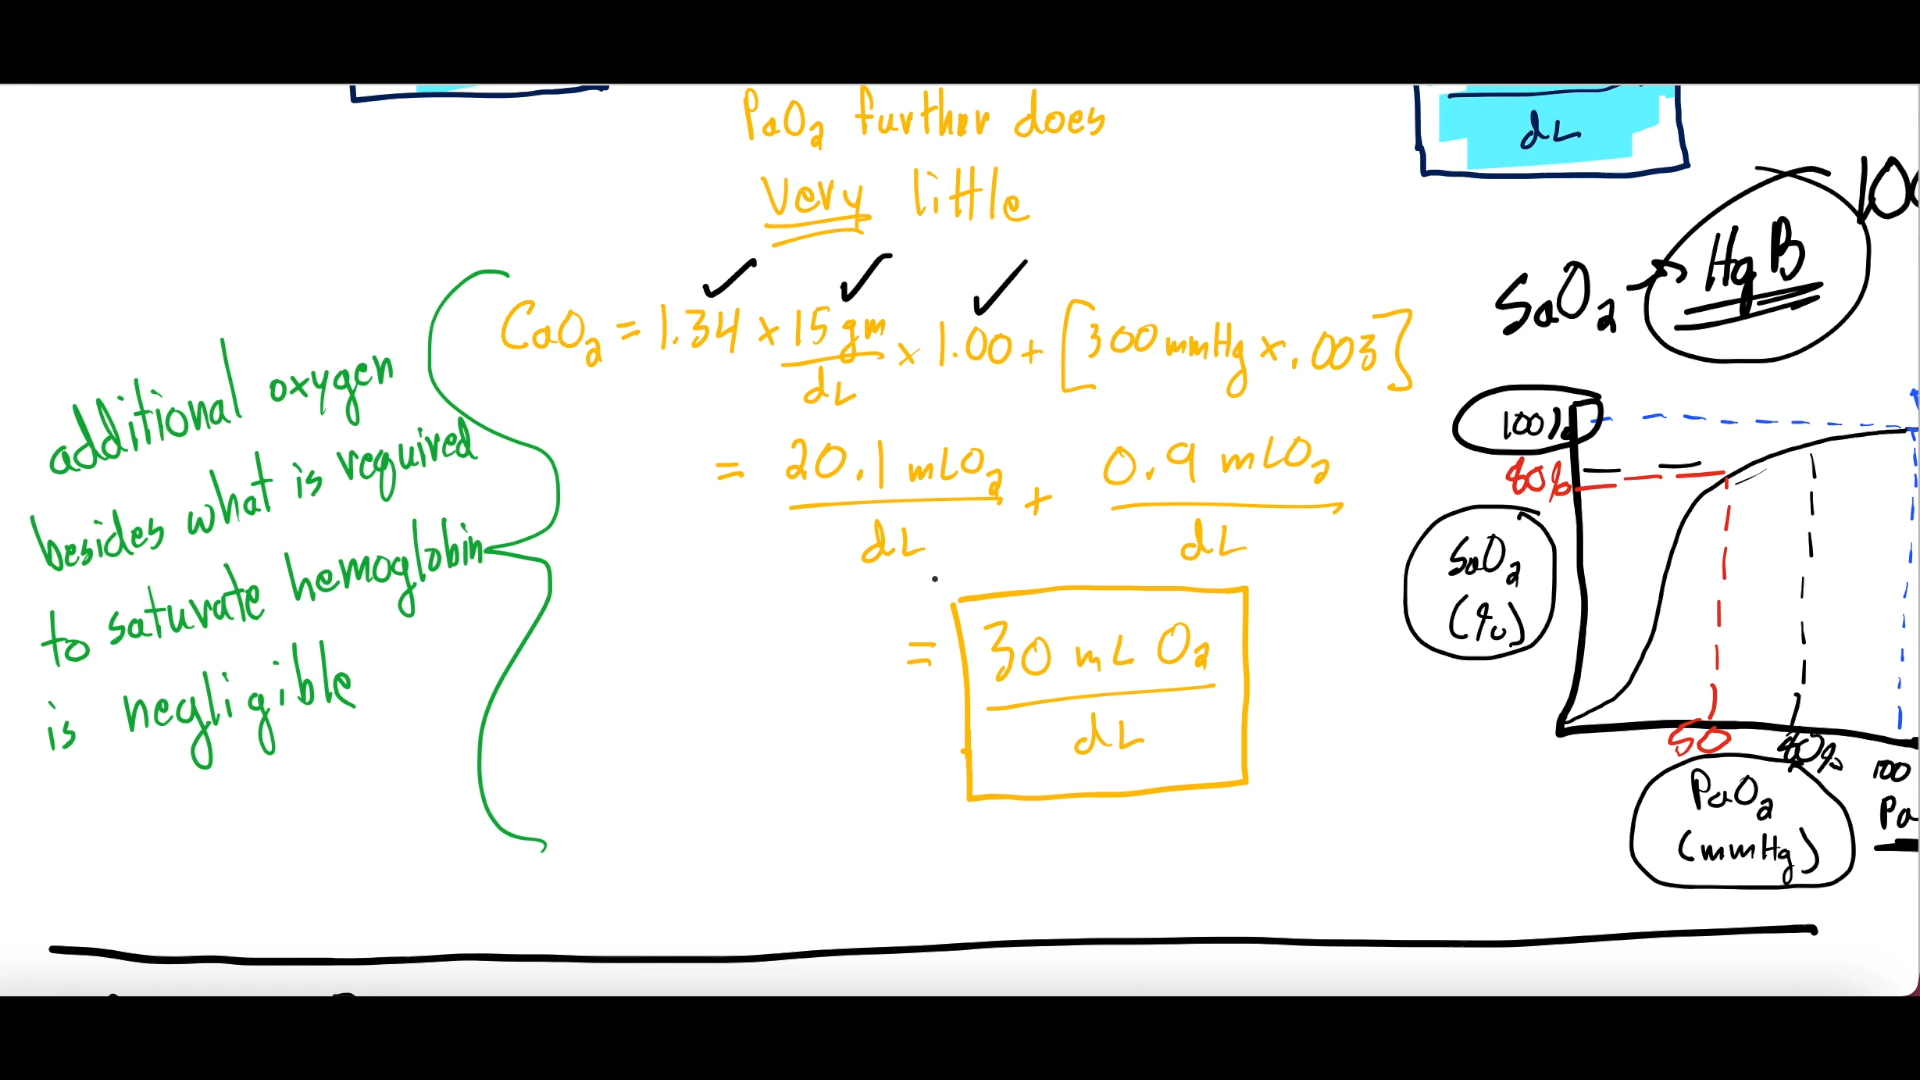 PaO2 further does
very little
dL
100
SaO2 → HgB
CaO2 = 1.34 × 15 gm/dL × 1.00 + [300 mmHg × .003]
= 20.1 mLO2/dL + 0.9 mLO2/dL
= 30 mL O2/dL
additional oxygen
besides what is required
to saturate hemoglobin
is negligible
100%
80%
SaO2
(%)
50
100
PaO2
(mmHg)
Pa